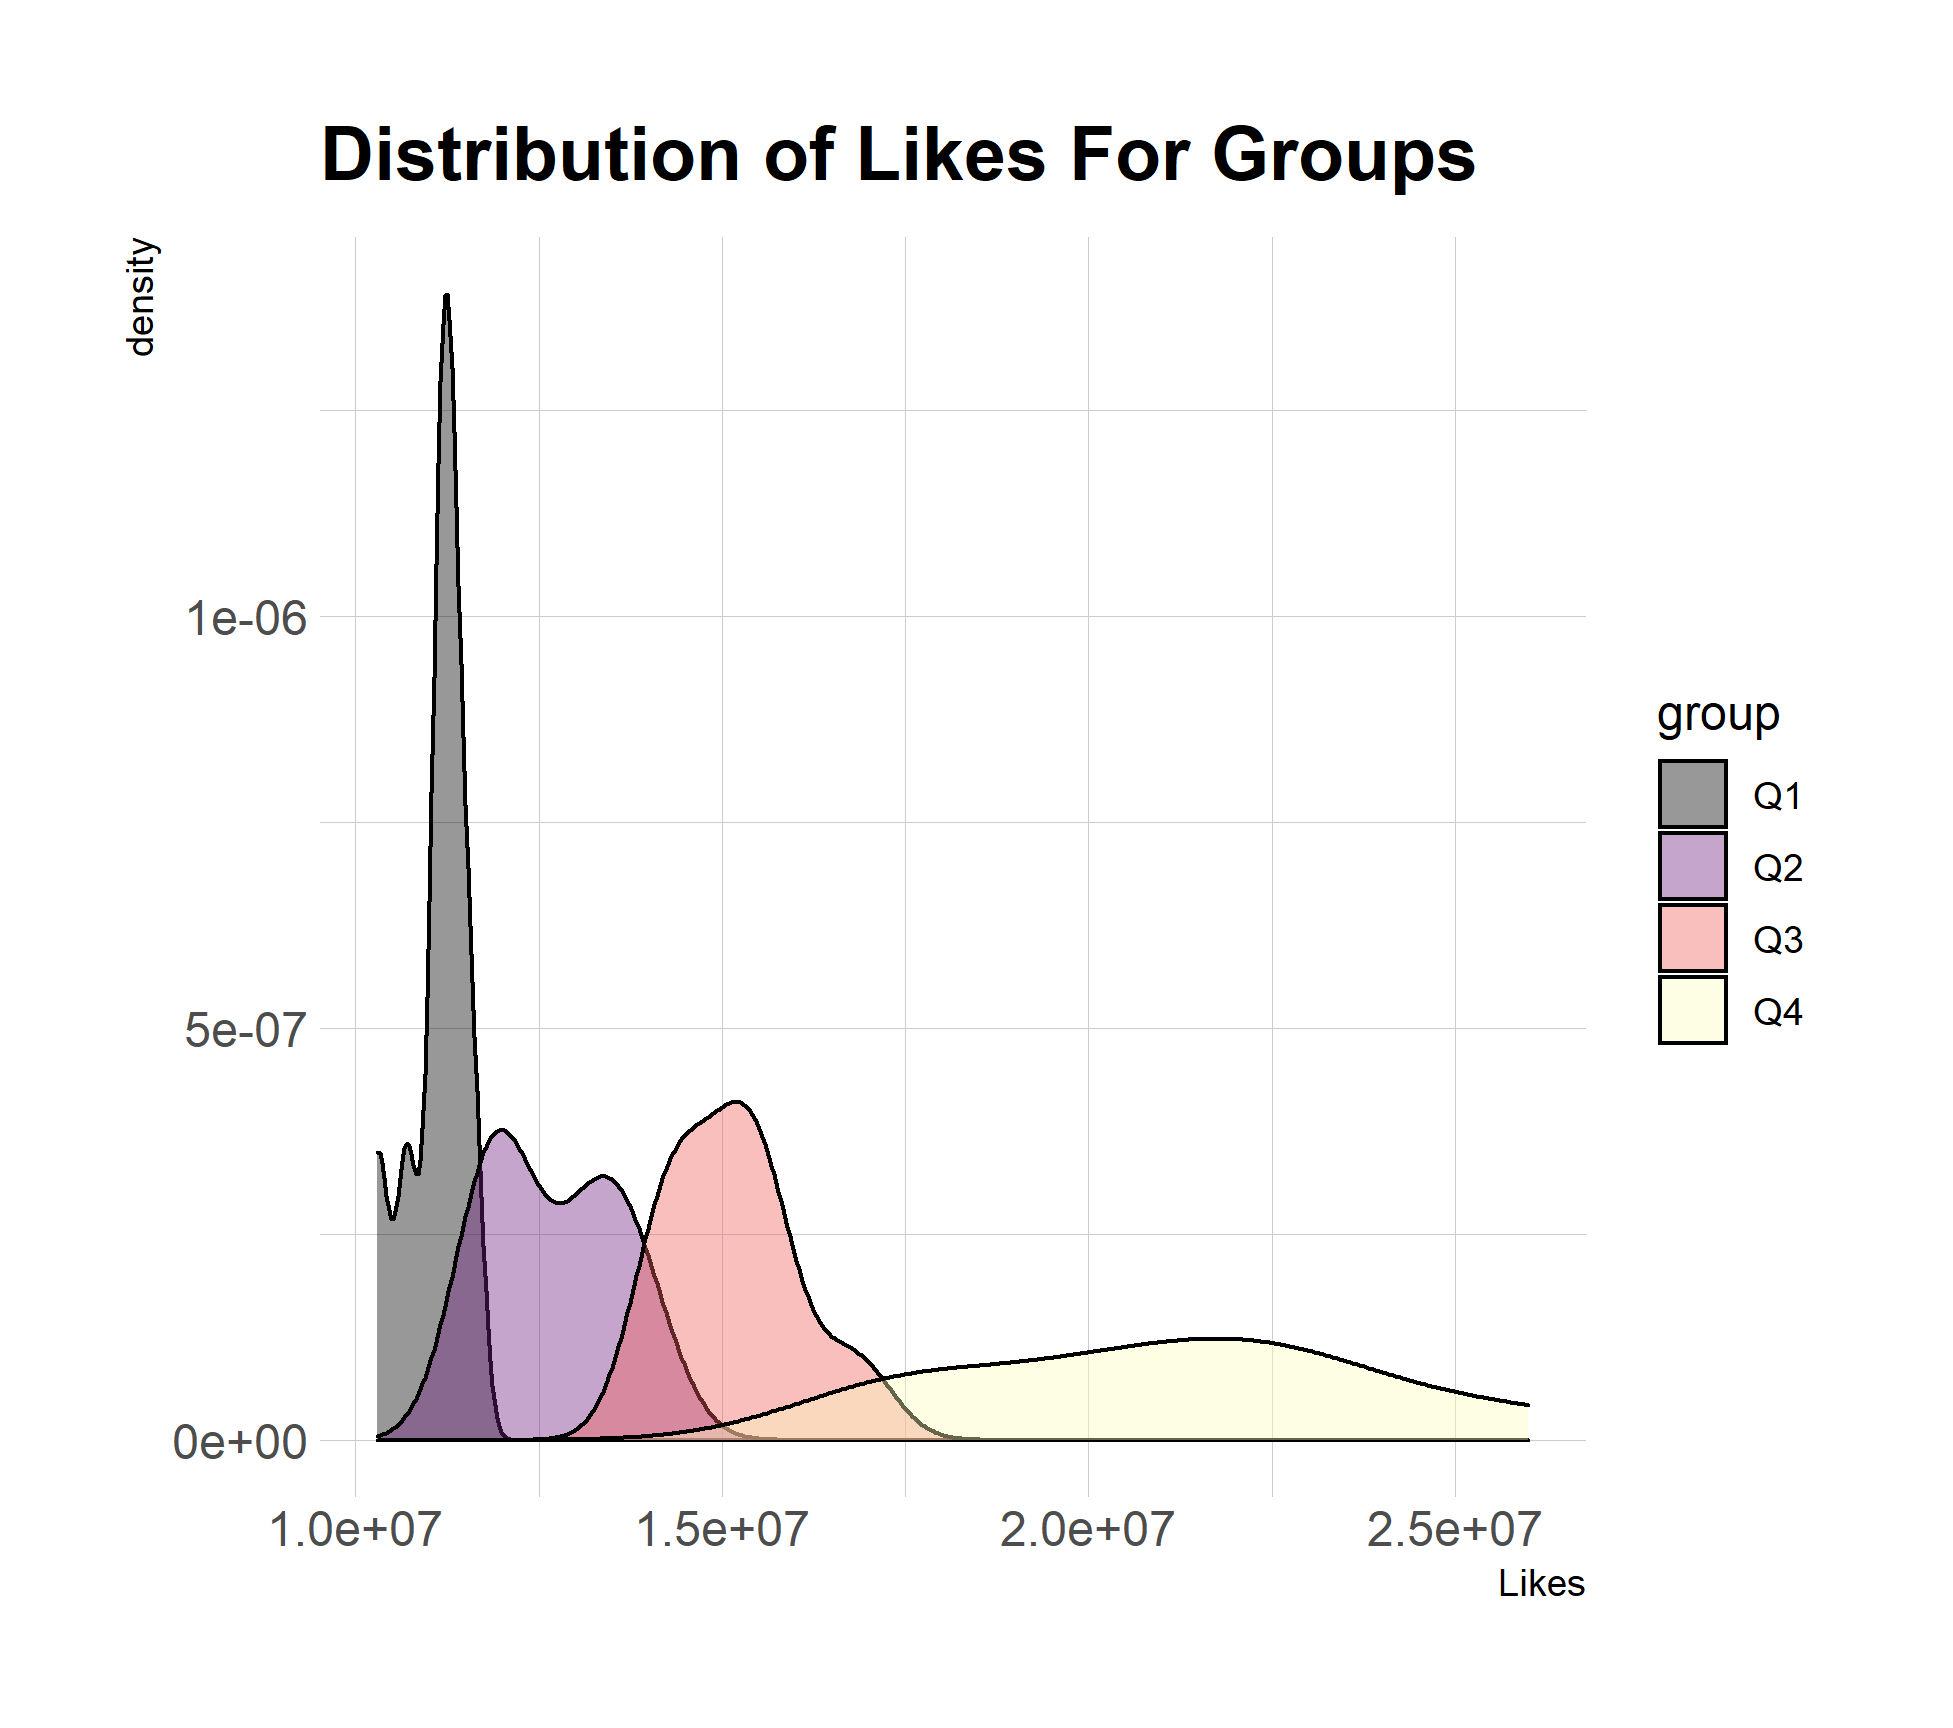 Distribution of Likes For Groups
density
1e-06
5e-07
0e+00
1.0e+07 1.5e+07 2.0e+07 2.5e+07
Likes
group
Q1
Q2
Q3
Q4